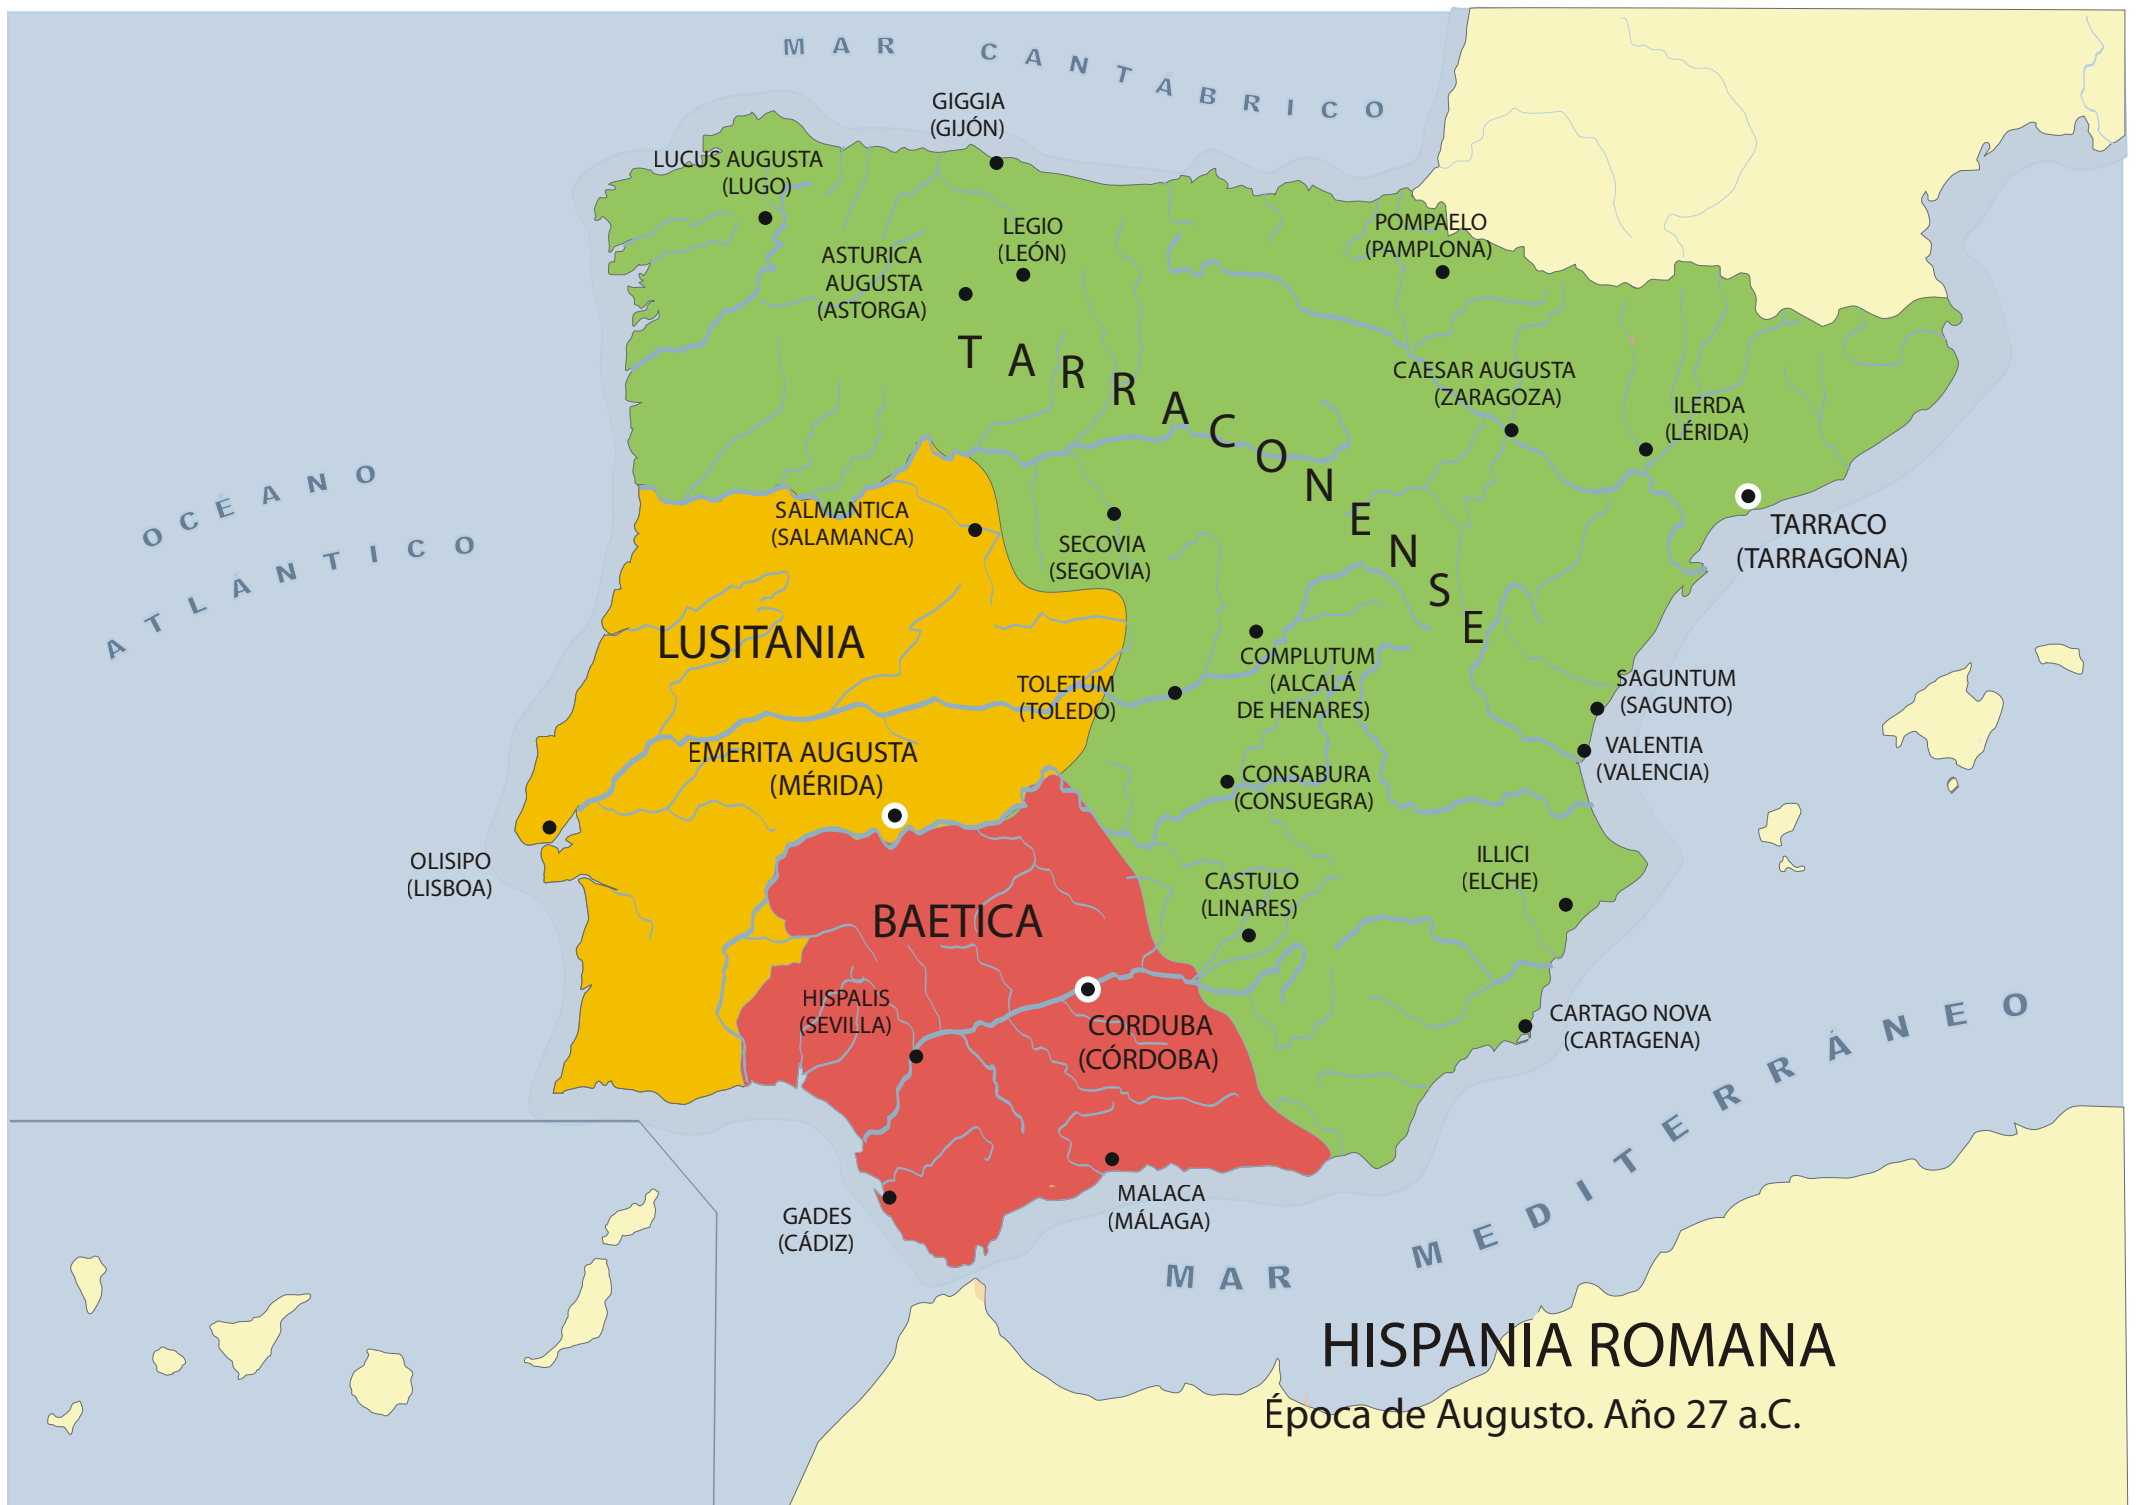 MAR CANTÁBRICO
GIGGIA
(GIJÓN)
LUCUS AUGUSTA
(LUGO)
LEGIO
(LEÓN)
ASTURICA
AUGUSTA
(ASTORGA)
POMPAELO
(PAMPLONA)
TARRACONENSE
CAESAR AUGUSTA
(ZARAGOZA)
ILERDA
(LÉRIDA)
OCÉANO
ATLÁNTICO
SALMANTICA
(SALAMANCA)
SECOVIA
(SEGOVIA)
TARRACO
(TARRAGONA)
LUSITANIA
TOLETUM
(TOLEDO)
COMPLUTUM
(ALCALÁ
DE HENARES)
SAGUNTUM
(SAGUNTO)
VALENTIA
(VALENCIA)
EMERITA AUGUSTA
(MÉRIDA)
CONSABURA
(CONSUEGRA)
OLISIPO
(LISBOA)
ILLICI
(ELCHE)
CASTULO
(LINARES)
BAETICA
HISPALIS
(SEVILLA)
CORDUBA
(CÓRDOBA)
CARTAGO NOVA
(CARTAGENA)
MALACA
(MÁLAGA)
GADES
(CÁDIZ)
MAR MEDITERRÁNEO
HISPANIA ROMANA
Época de Augusto. Año 27 a.C.